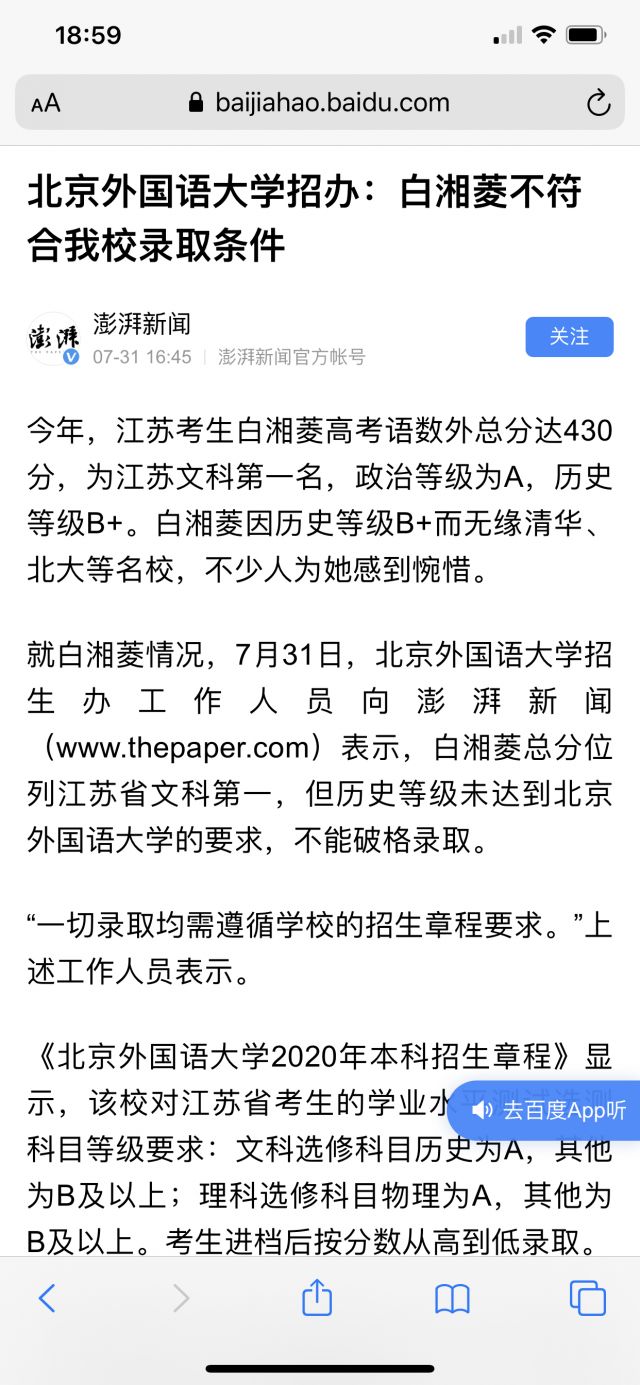 18:59
AA baijiahao.baidu.com
北京外国语大学招办：白湘菱不符
合我校录取条件
澎湃
澎湃新闻
07-31 16:45 | 澎湃新闻官方帐号
关注
今年，江苏考生白湘菱高考语数外总分达430
分，为江苏文科第一名，政治等级为A，历史
等级B+。白湘菱因历史等级B+而无缘清华、
北大等名校，不少人为她感到惋惜。
就白湘菱情况，7月31日，北京外国语大学招
生办工作人员向澎湃新闻
（www.thepaper.com）表示，白湘菱总分位
列江苏省文科第一，但历史等级未达到北京
外国语大学的要求，不能破格录取。
“一切录取均需遵循学校的招生章程要求。”上
述工作人员表示。
《北京外国语大学2020年本科招生章程》显
示，该校对江苏省考生的学业水平测试选测
去百度App听
科目等级要求：文科选修科目历史为A，其他
为B及以上；理科选修科目物理为A，其他为
B及以上。考生进档后按分数从高到低录取。